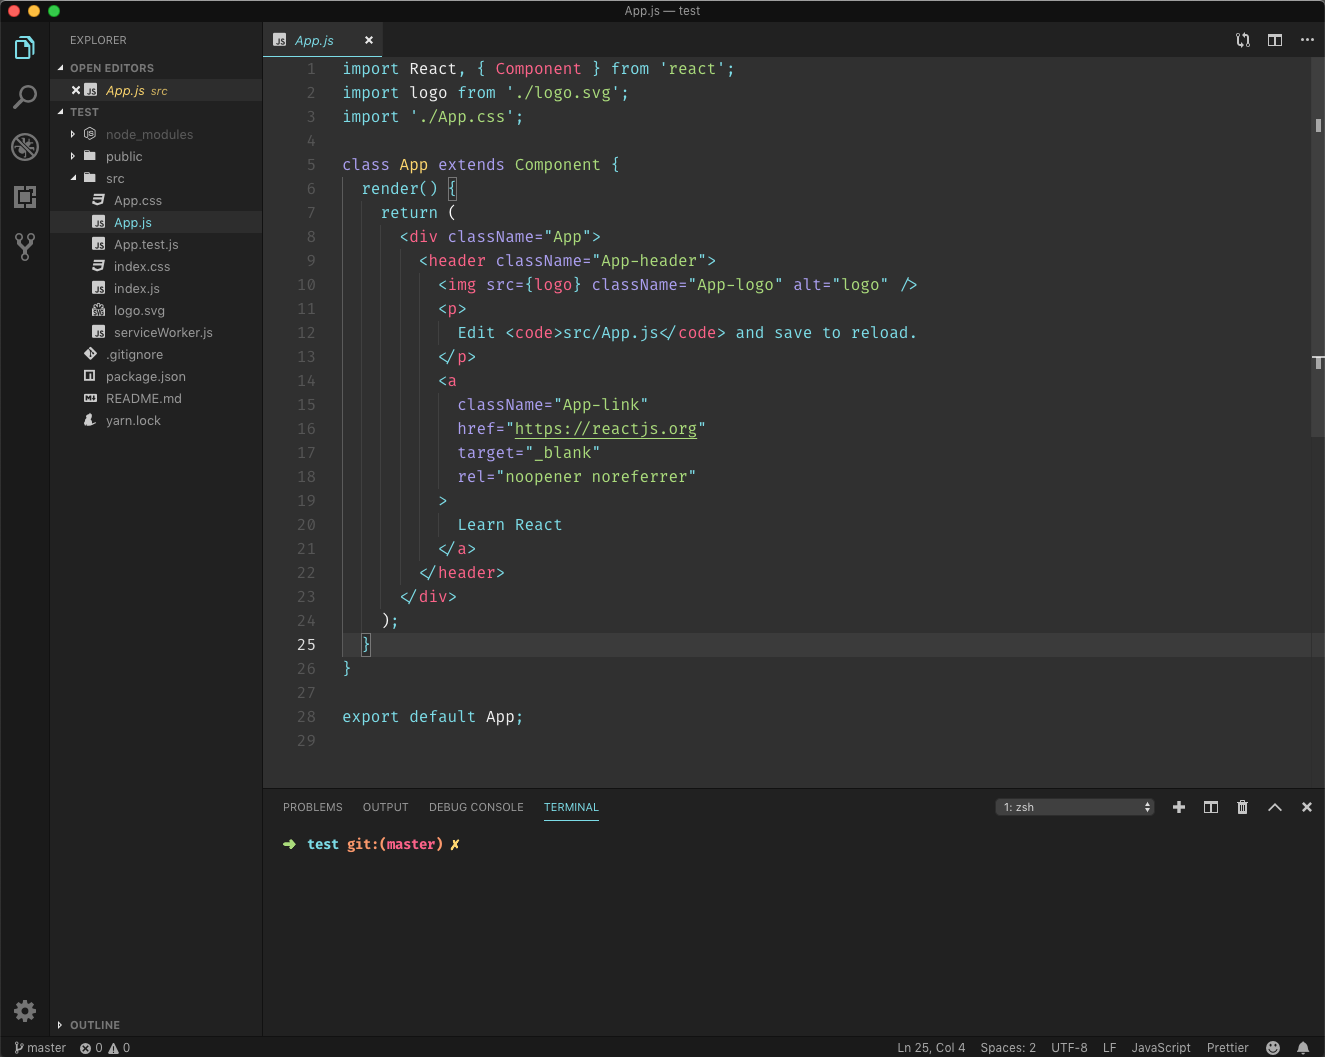 App.js — test
EXPLORER
OPEN EDITORS
JS App.js src
TEST
JS node_modules
public
src
App.css
JS App.js
JS App.test.js
index.css
JS index.js
logo.svg
JS serviceWorker.js
.gitignore
package.json
README.md
yarn.lock
OUTLINE
JS App.js
1 import React, { Component } from 'react';
2 import logo from './logo.svg';
3 import './App.css';
4
5 class App extends Component {
6 render() {
7 return (
8 <div className="App">
9 <header className="App-header">
10 <img src={logo} className="App-logo" alt="logo" />
11 <p>
12 Edit <code>src/App.js</code> and save to reload.
13 </p>
14 <a
15 className="App-link"
16 href="https://reactjs.org"
17 target="_blank"
18 rel="noopener noreferrer"
19 >
20 Learn React
21 </a>
22 </header>
23 </div>
24 );
25 }
26 }
27
28 export default App;
29
PROBLEMS OUTPUT DEBUG CONSOLE TERMINAL 1: zsh
➜ test git:(master) ✗
master 0 0 Ln 25, Col 4 Spaces: 2 UTF-8 LF JavaScript Prettier